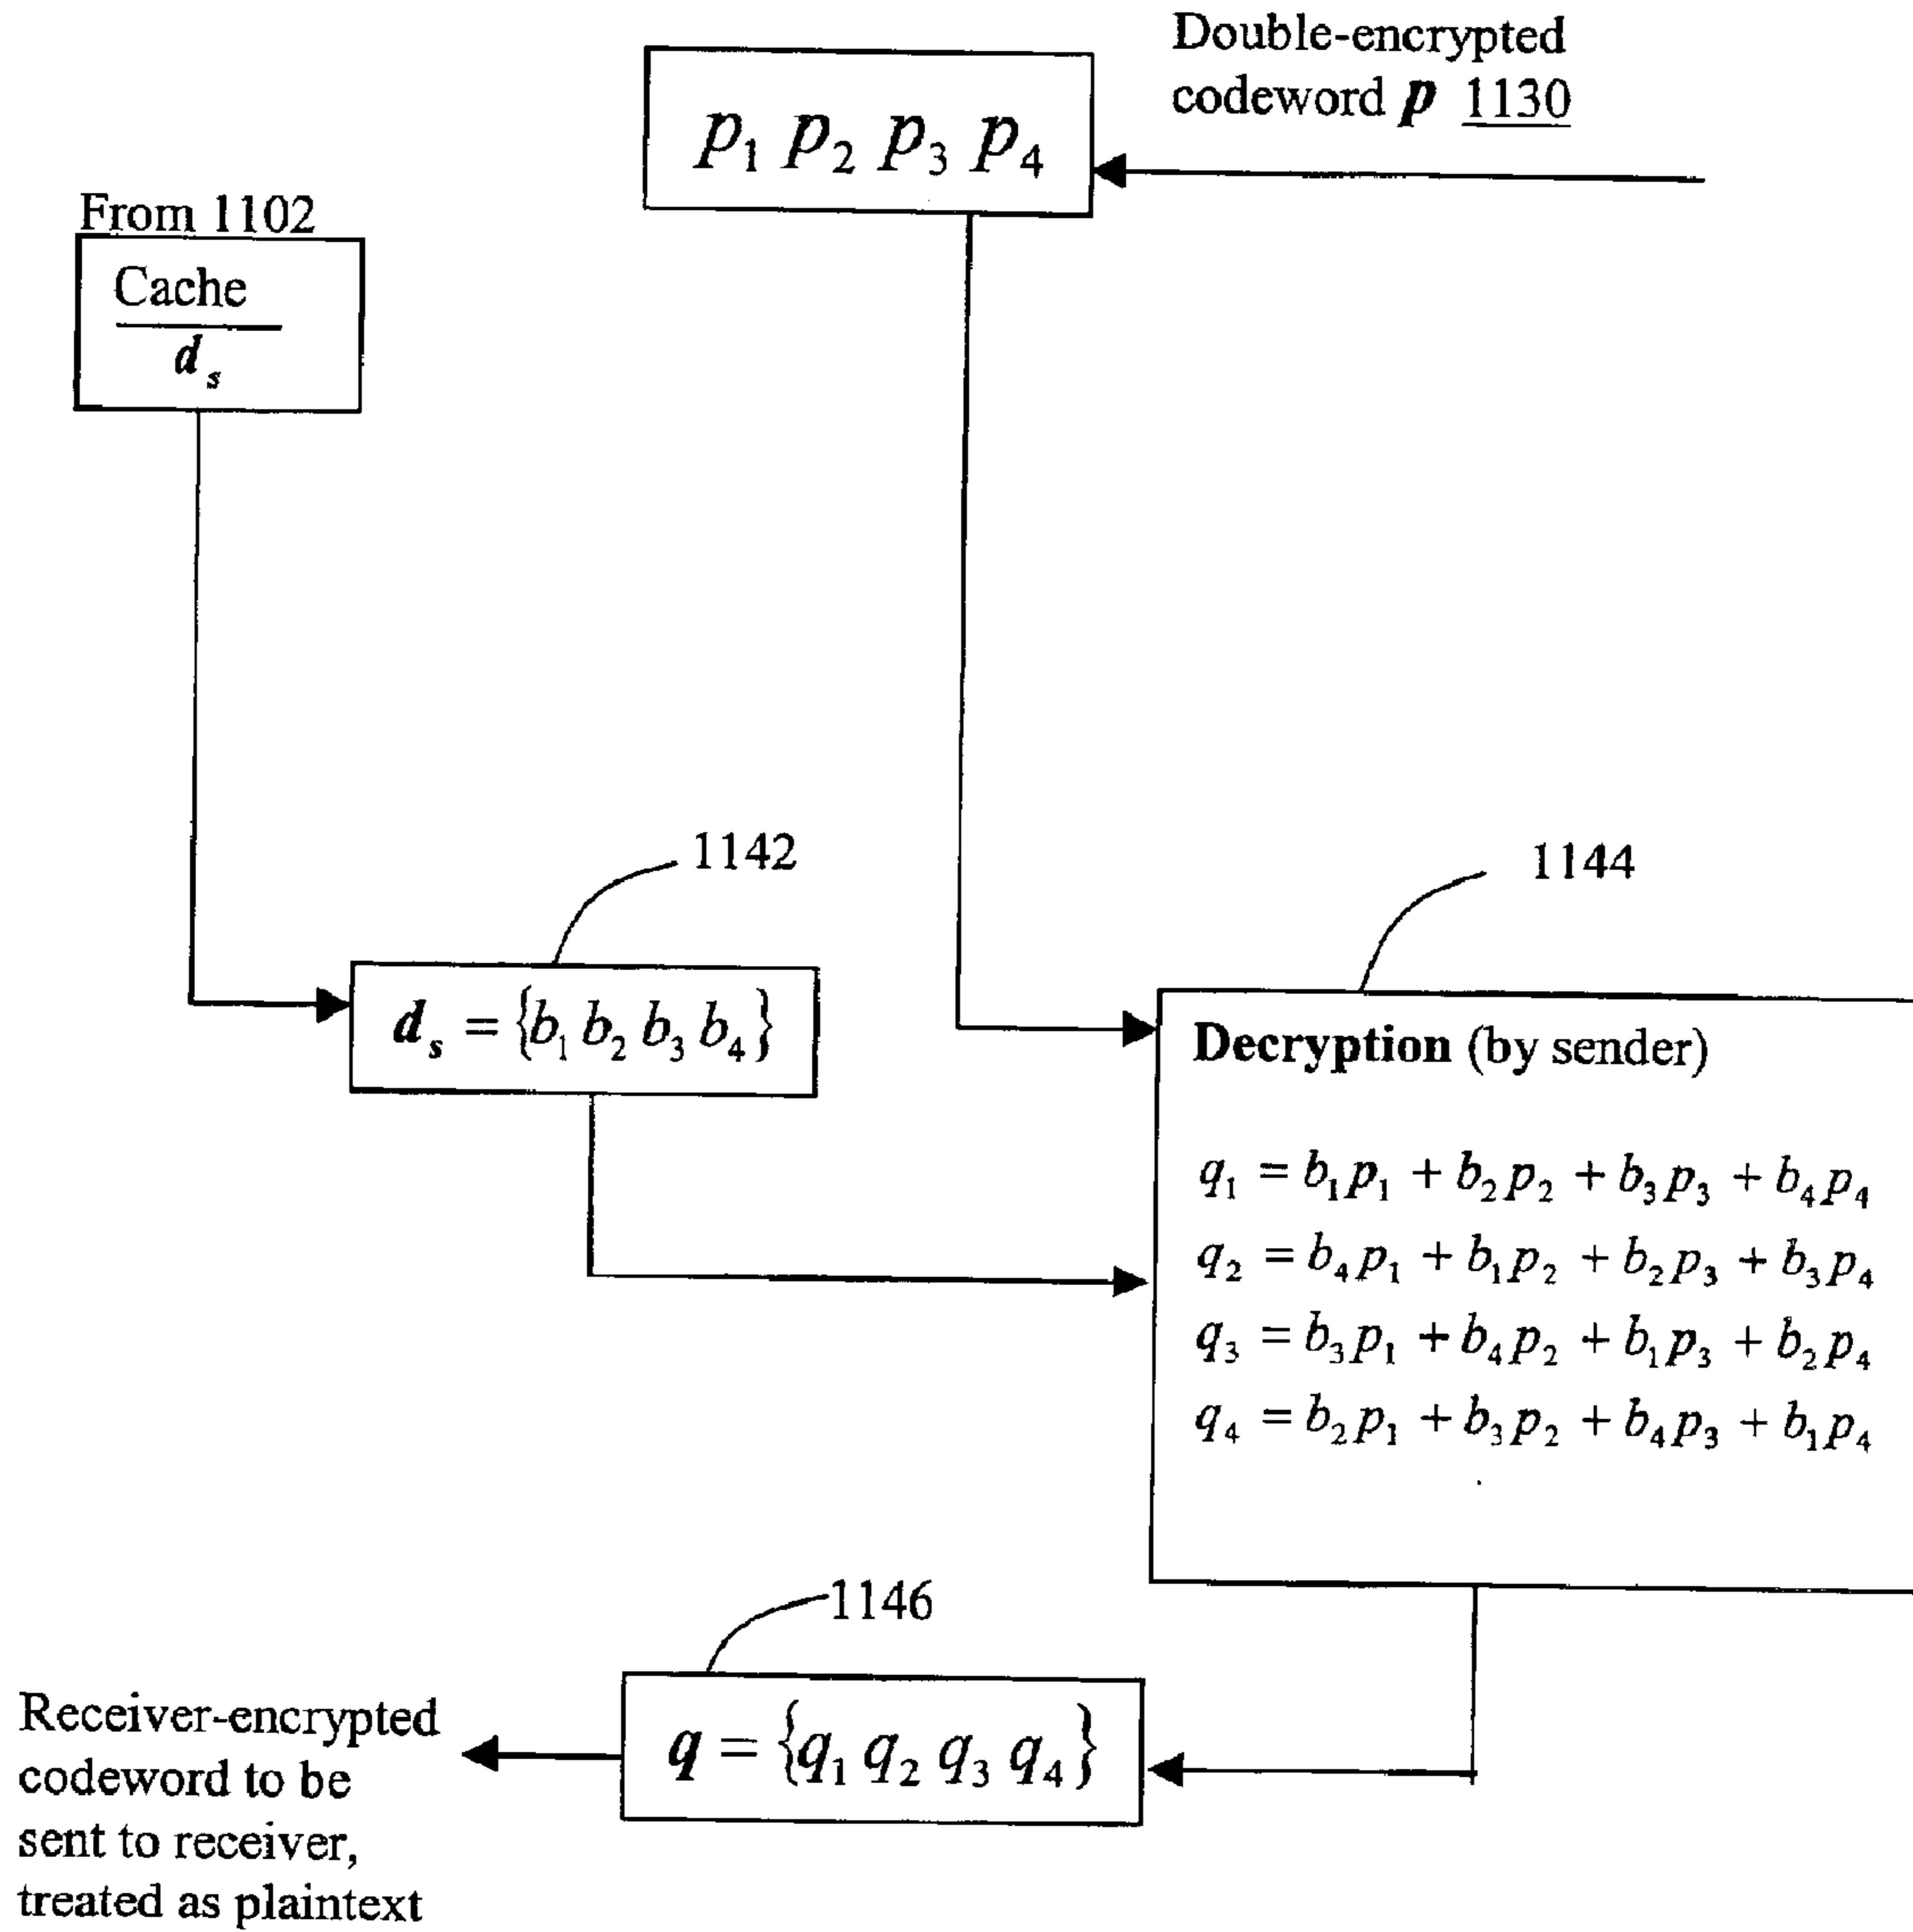 Double-encrypted
codeword p 1130
p₁ p₂ p₃ p₄
From 1102
Cache
dₛ
1142
1144
dₛ = {b₁ b₂ b₃ b₄}
Decryption (by sender)
q₁ = b₁p₁ + b₂p₂ + b₃p₃ + b₄p₄
q₂ = b₄p₁ + b₁p₂ + b₂p₃ + b₃p₄
q₃ = b₃p₁ + b₄p₂ + b₁p₃ + b₂p₄
q₄ = b₂p₁ + b₃p₂ + b₄p₃ + b₁p₄
1146
q = {q₁ q₂ q₃ q₄}
Receiver-encrypted
codeword to be
sent to receiver,
treated as plaintext